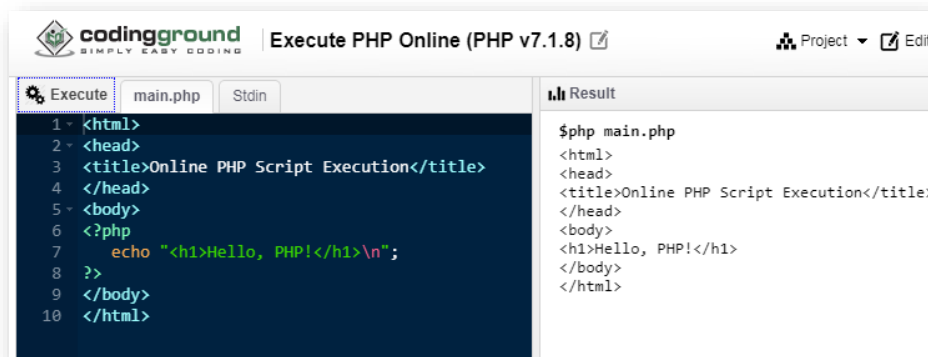 codingground
SIMPLY EASY CODING
Execute PHP Online (PHP v7.1.8)
Project
Edit
Execute
main.php
Stdin
Result
1 <html>
2 <head>
3 <title>Online PHP Script Execution</title>
4 </head>
5 <body>
6 <?php
7 echo "<h1>Hello, PHP!</h1>\n";
8 ?>
9 </body>
10 </html>
$php main.php
<html>
<head>
<title>Online PHP Script Execution</title>
</head>
<body>
<h1>Hello, PHP!</h1>
</body>
</html>